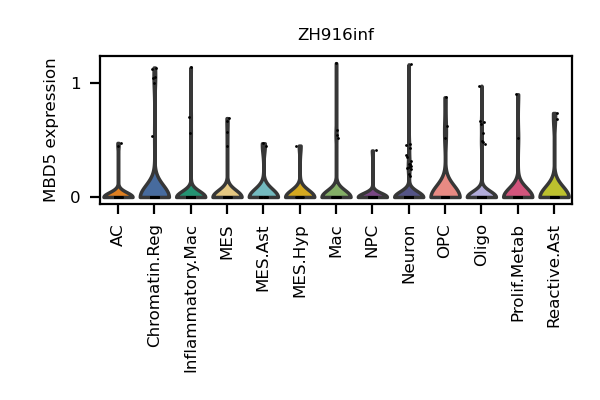 ZH916inf
MBD5 expression
1
0
AC
Chromatin.Reg
Inflammatory.Mac
MES
MES.Ast
MES.Hyp
Mac
NPC
Neuron
OPC
Oligo
Prolif.Metab
Reactive.Ast